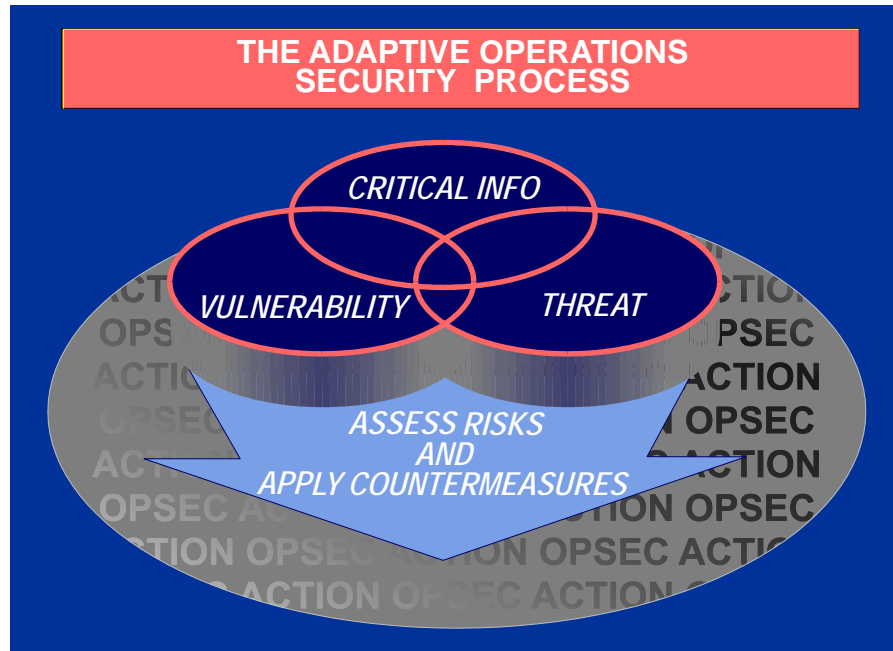 THE ADAPTIVE OPERATIONS
SECURITY PROCESS
CRITICAL INFO
VULNERABILITY
THREAT
OPSEC
ACTION
ASSESS RISKS
AND
APPLY COUNTERMEASURES
OPSEC
ACTION
OPSEC ACTION OPSEC
ACTION OPSEC ACTION OPSEC ACTION
ACTION OPSEC ACTION